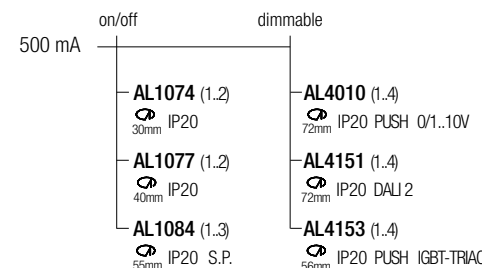 on/off dimmable
500 mA
AL1074 (1..2) AL4010 (1..4)
30mm IP20 72mm IP20 PUSH 0/1..10V
AL1077 (1..2) AL4151 (1..4)
40mm IP20 72mm IP20 DALI 2
AL1084 (1..3) AL4153 (1..4)
55mm IP20 S.P. 56mm IP20 PUSH IGBT-TRIAC